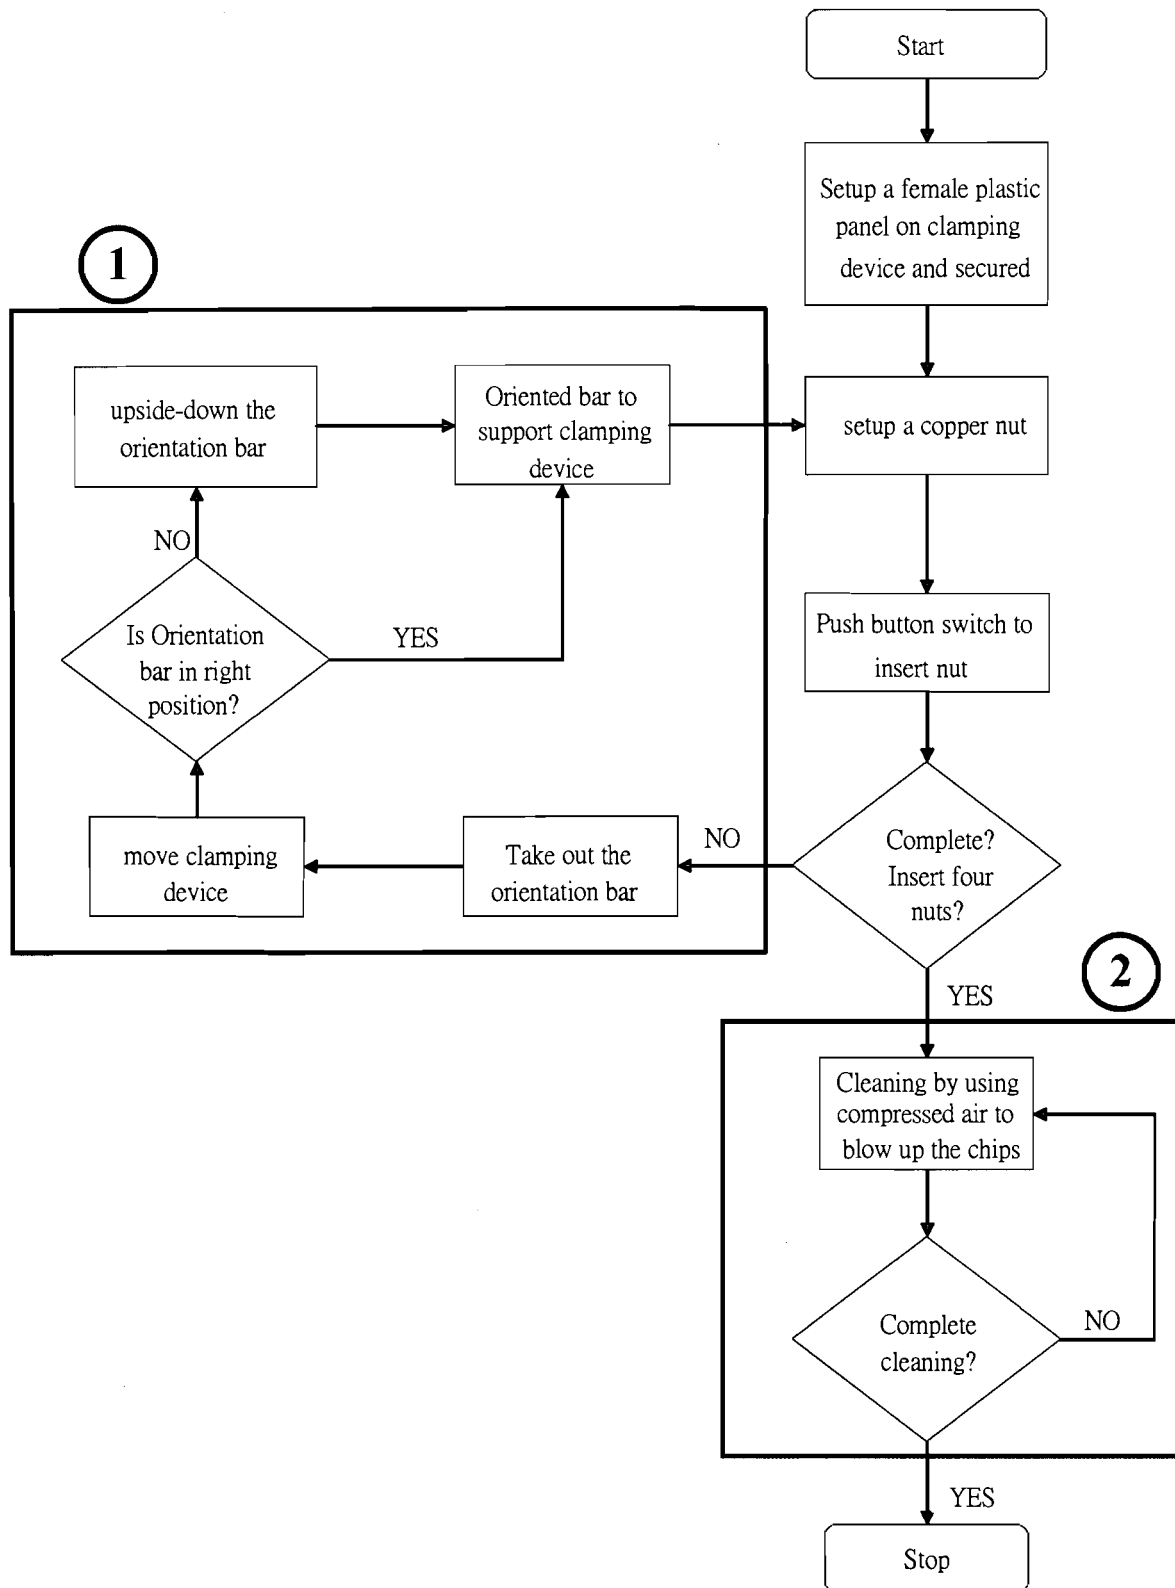 Start
Setup a female plastic
panel on clamping
device and secured
1
upside-down the
orientation bar
Oriented bar to
support clamping
device
setup a copper nut
NO
Is Orientation
bar in right
position?
YES
Push button switch to
insert nut
move clamping
device
Take out the
orientation bar
NO
Complete?
Insert four
nuts?
2
YES
Cleaning by using
compressed air to
blow up the chips
Complete
cleaning?
NO
YES
Stop